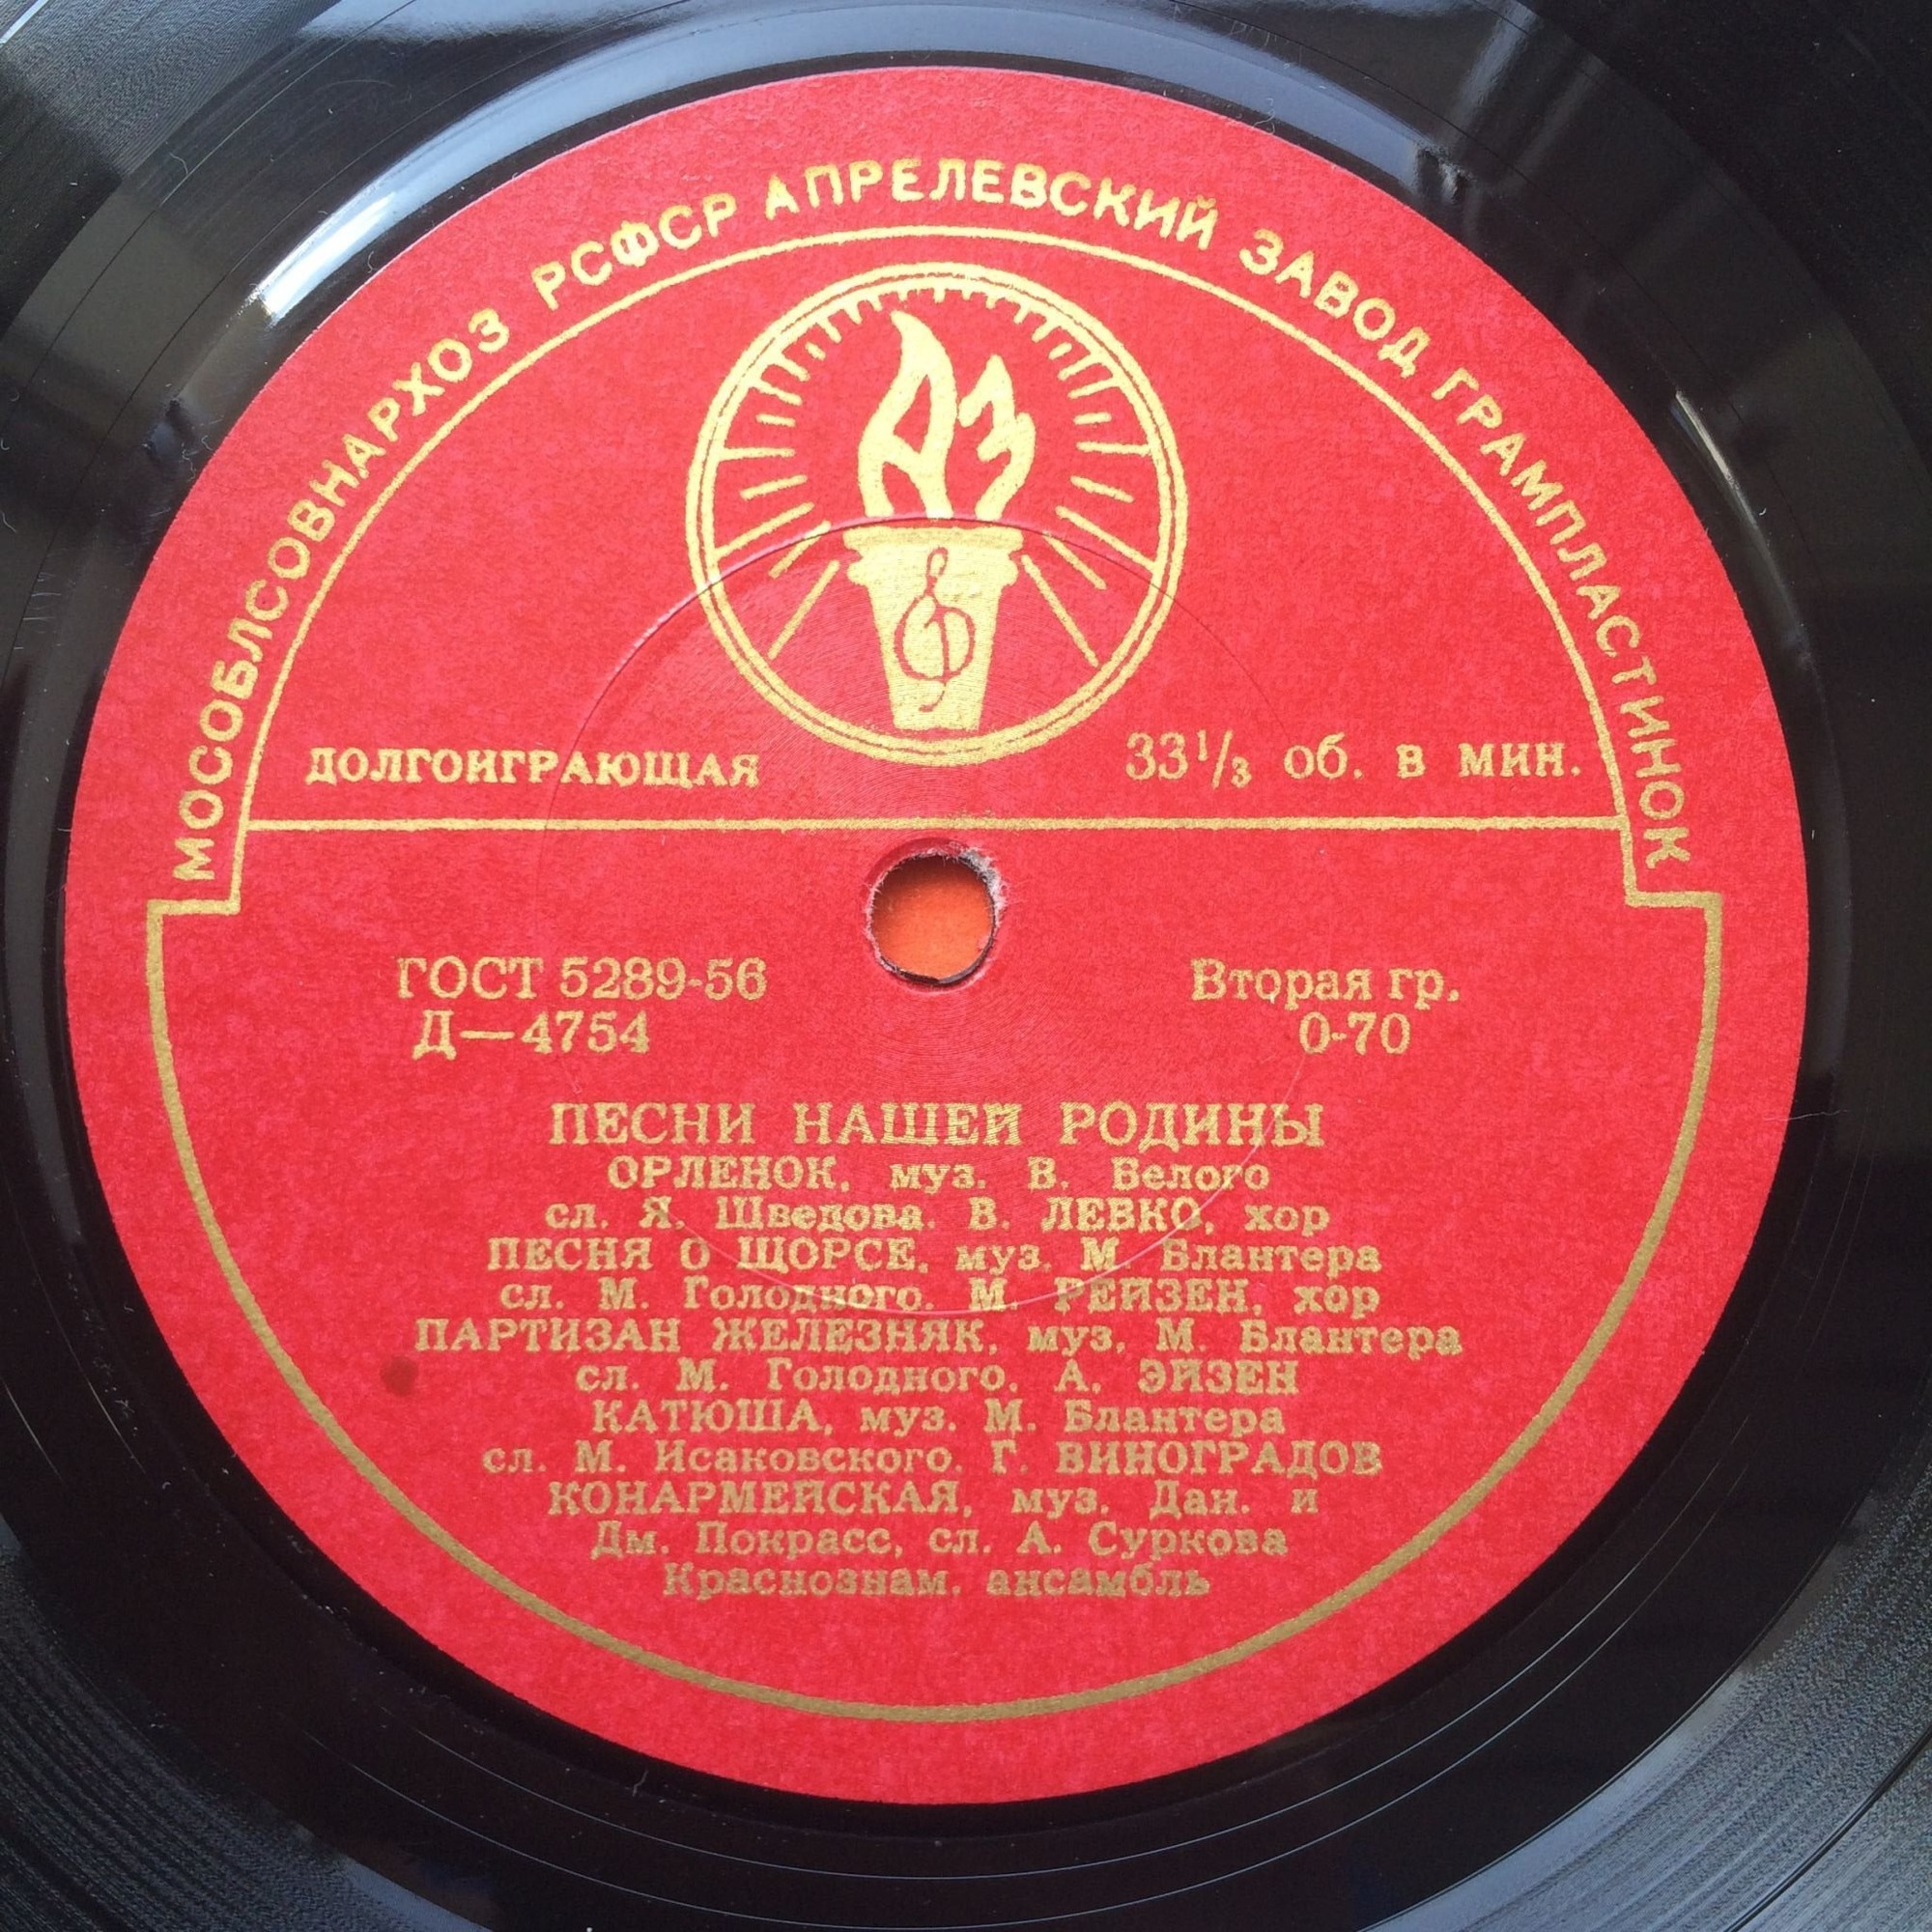 МОСОБЛСОВНАРХОЗ РСФСР АПРЕЛЕВСКИЙ ЗАВОД ГРАМПЛАСТИНОК
АЗ
ДОЛГОИГРАЮЩАЯ 33⅓ об. в мин.
ГОСТ 5289-56 Вторая гр.
Д—4754 0-70
ПЕСНИ НАШЕЙ РОДИНЫ
ОРЛЕНОК, муз. В. Белого
сл. Я. Шведова. В. ЛЕВКО, хор
ПЕСНЯ О ЩОРСЕ, муз. М. Блантера
сл. М. Голодного. М. РЕЙЗЕН, хор
ПАРТИЗАН ЖЕЛЕЗНЯК, муз. М. Блантера
сл. М. Голодного. А. ЭЙЗЕН
КАТЮША, муз. М. Блантера
сл. М. Исаковского. Г. ВИНОГРАДОВ
КОНАРМЕЙСКАЯ, муз. Дан. и
Дм. Покрасс, сл. А. Суркова
Краснознам. ансамбль